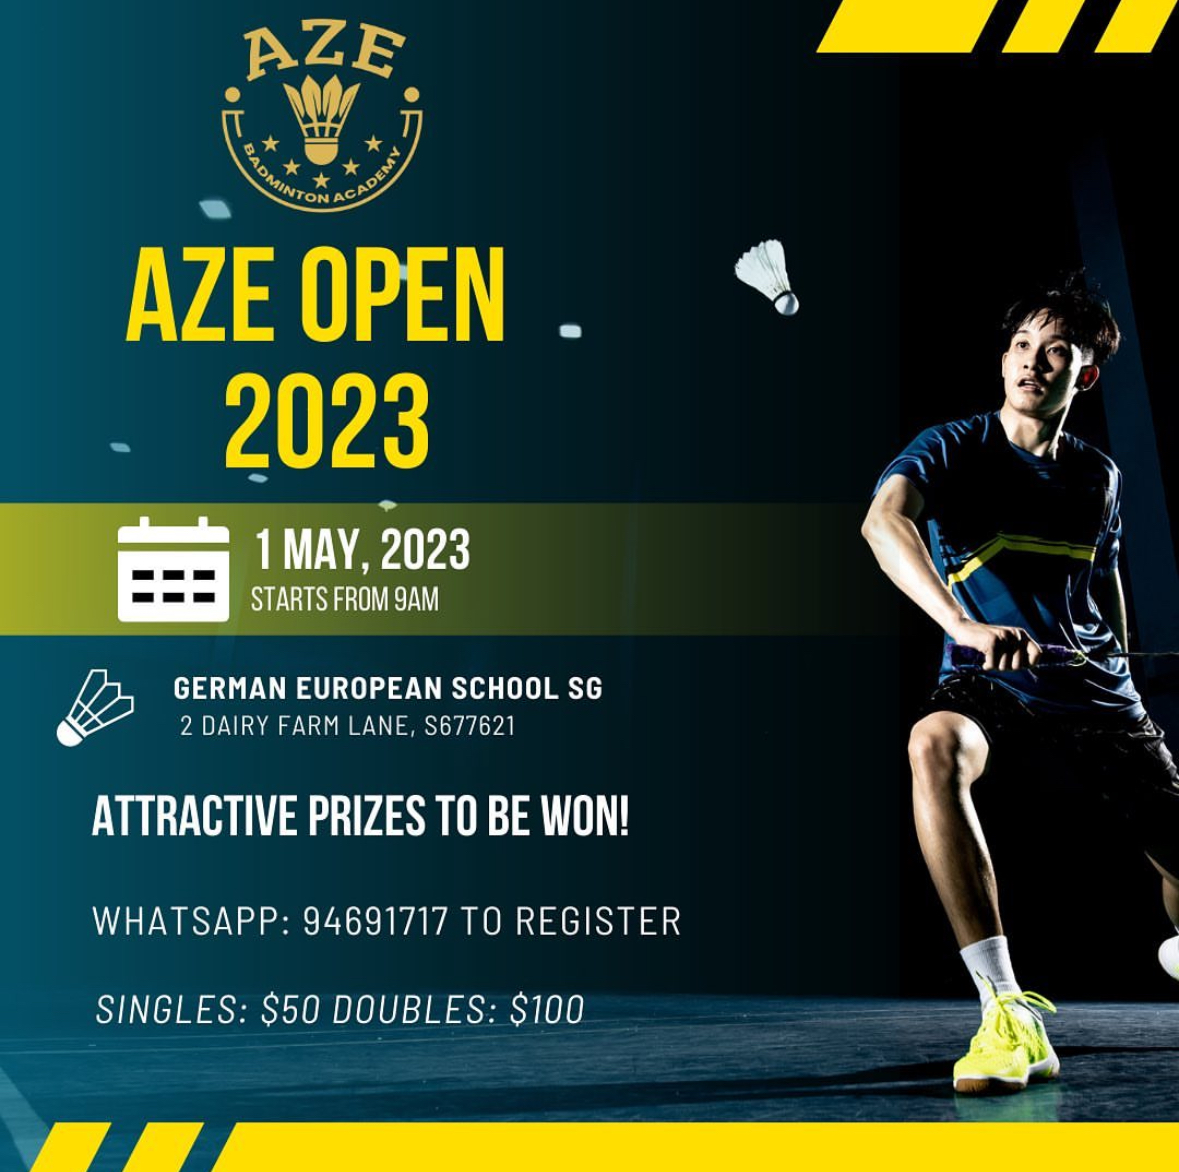 AZE
BADMINTON ACADEMY
AZE OPEN
2023
1 MAY, 2023
STARTS FROM 9AM
GERMAN EUROPEAN SCHOOL SG
2 DAIRY FARM LANE, S677621
ATTRACTIVE PRIZES TO BE WON!
WHATSAPP: 94691717 TO REGISTER
SINGLES: $50 DOUBLES: $100